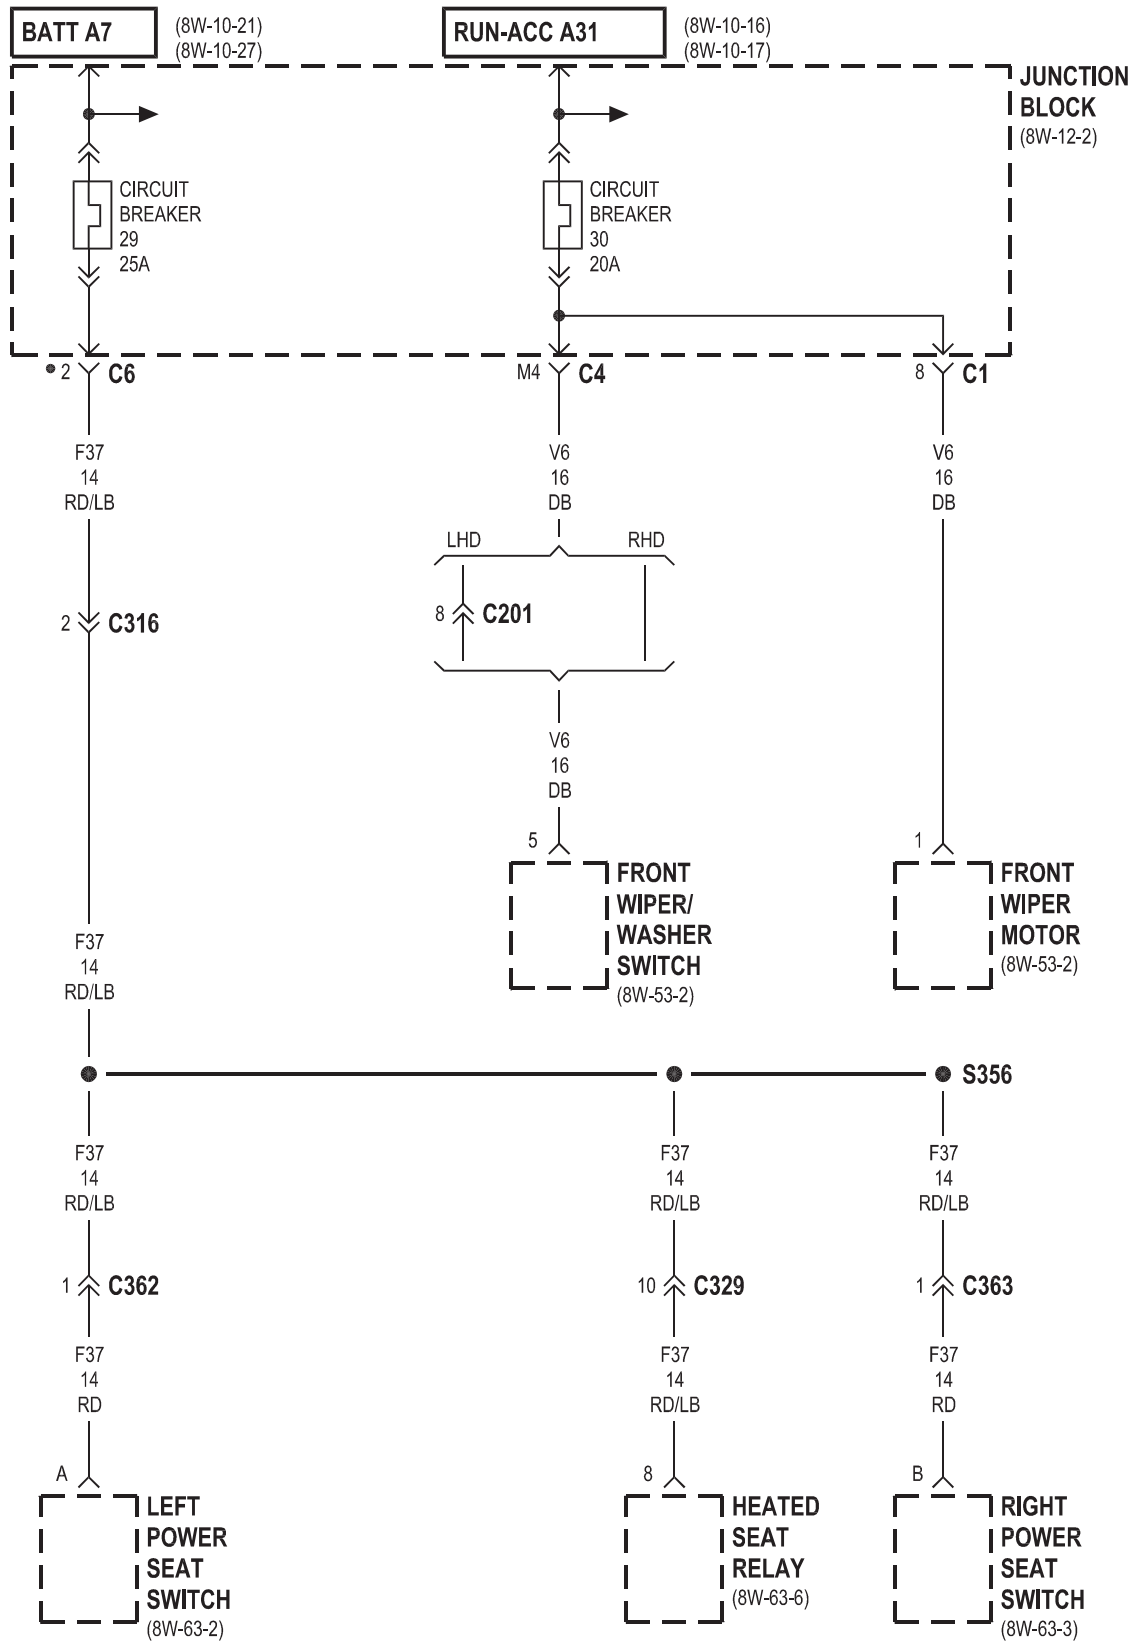 BATT A7
(8W-10-21)
(8W-10-27)
RUN-ACC A31
(8W-10-16)
(8W-10-17)
JUNCTION
BLOCK
(8W-12-2)
CIRCUIT
BREAKER
29
25A
CIRCUIT
BREAKER
30
20A
2
C6
M4
C4
8
C1
F37
14
RD/LB
V6
16
DB
V6
16
DB
LHD
RHD
8
C201
2
C316
V6
16
DB
5
1
FRONT
WIPER/
WASHER
SWITCH
(8W-53-2)
FRONT
WIPER
MOTOR
(8W-53-2)
F37
14
RD/LB
S356
F37
14
RD/LB
F37
14
RD/LB
F37
14
RD/LB
1
C362
10
C329
1
C363
F37
14
RD
F37
14
RD/LB
F37
14
RD
A
8
B
LEFT
POWER
SEAT
SWITCH
(8W-63-2)
HEATED
SEAT
RELAY
(8W-63-6)
RIGHT
POWER
SEAT
SWITCH
(8W-63-3)